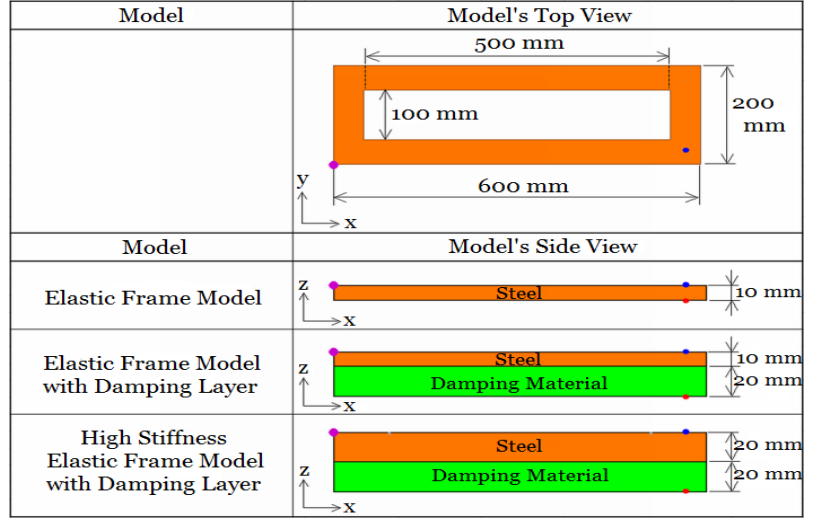 Model
Model's Top View
500 mm
100 mm
200
mm
600 mm
y
x
Model
Model's Side View
Elastic Frame Model
z
Steel
10 mm
x
Elastic Frame Model
with Damping Layer
z
Steel
10 mm
Damping Material
20 mm
x
High Stiffness
Elastic Frame Model
with Damping Layer
z
Steel
20 mm
Damping Material
20 mm
x